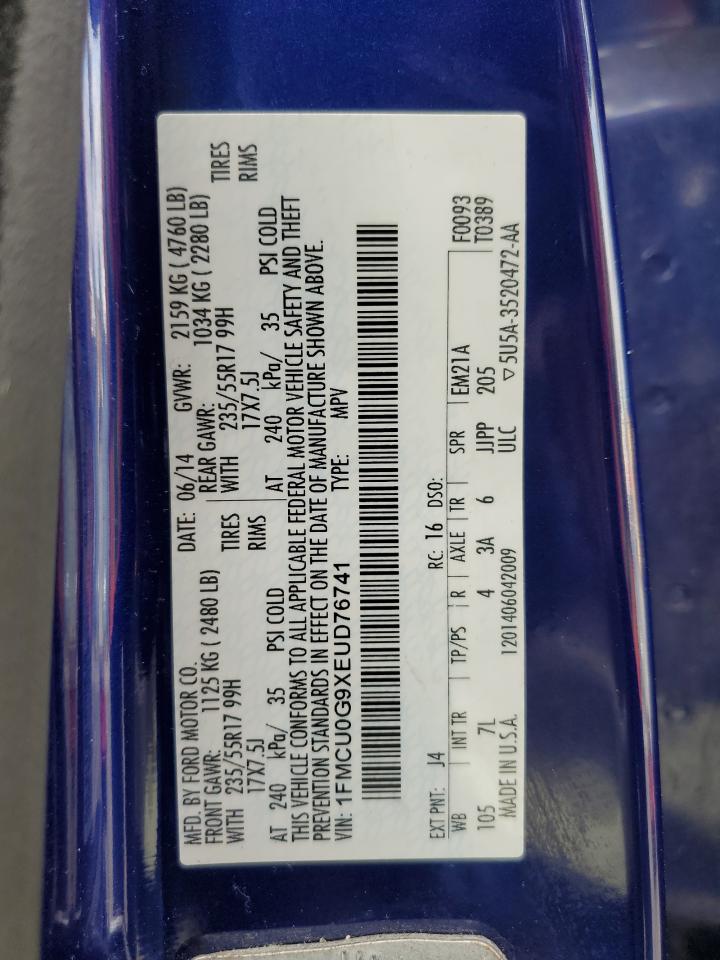 MFD. BY FORD MOTOR CO. DATE: 06/14 GVWR: 2159 KG ( 4760 LB)
FRONT GAWR: 1125 KG ( 2480 LB) REAR GAWR: 1034 KG ( 2280 LB)
WITH 235/55R17 99H TIRES WITH 235/55R17 99H TIRES
17X7.5J RIMS 17X7.5J RIMS
AT 240 kPa/ 35 PSI COLD AT 240 kPa/ 35 PSI COLD
THIS VEHICLE CONFORMS TO ALL APPLICABLE FEDERAL MOTOR VEHICLE SAFETY AND THEFT
PREVENTION STANDARDS IN EFFECT ON THE DATE OF MANUFACTURE SHOWN ABOVE.
VIN: 1FMCU0G9XEUD76741 TYPE: MPV
EXT PNT: J4 RC: 16 DSO: F0093
WB INT TR TP/PS R AXLE TR SPR EM21A T0389
105 7L 4 3A 6 JJPP 205
MADE IN U.S.A. 1201406042009 ULC ▽5U5A-3520472-AA